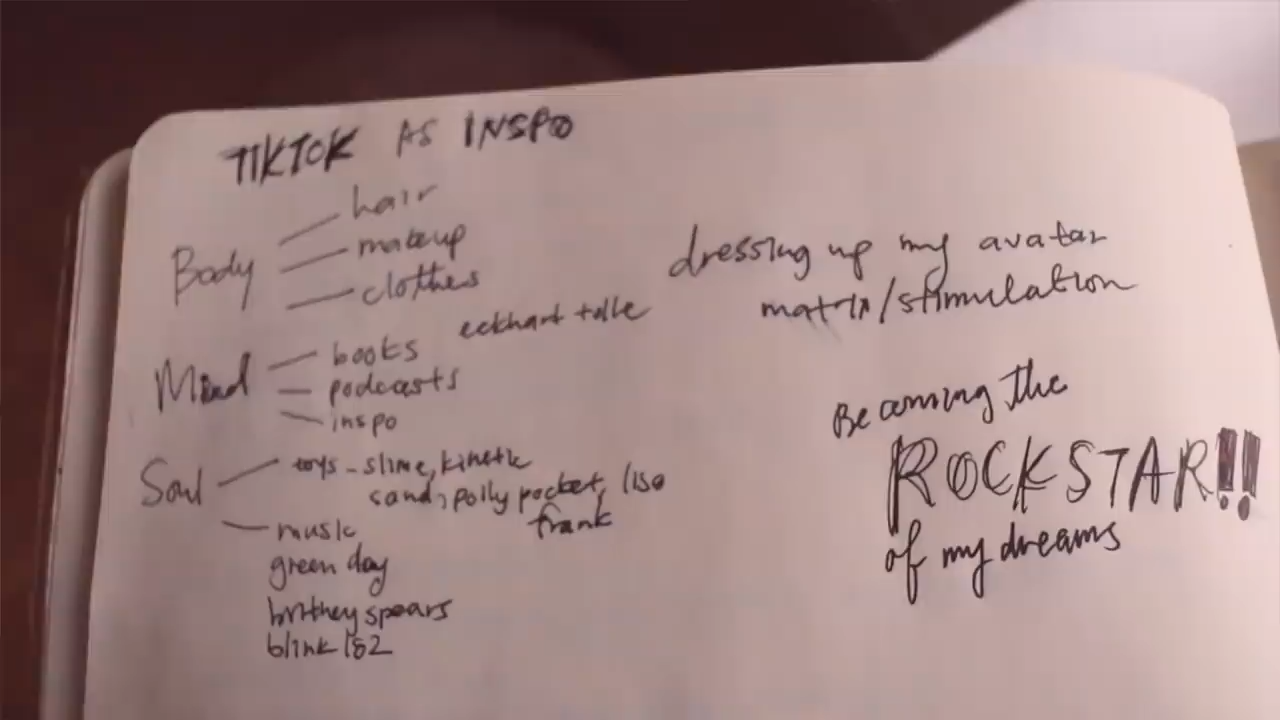 TIKTOK AS INSPO
Body
hair
makeup
clothes
Mind
books
eckhart tolle
podcasts
inspo
Soul
toys - slime, kinetic
sand, polly pocket, lisa
frank
music
green day
britney spears
blink 182
dressing up my avatar
matrix/stimulation
Becoming the
ROCKSTAR!!
of my dreams